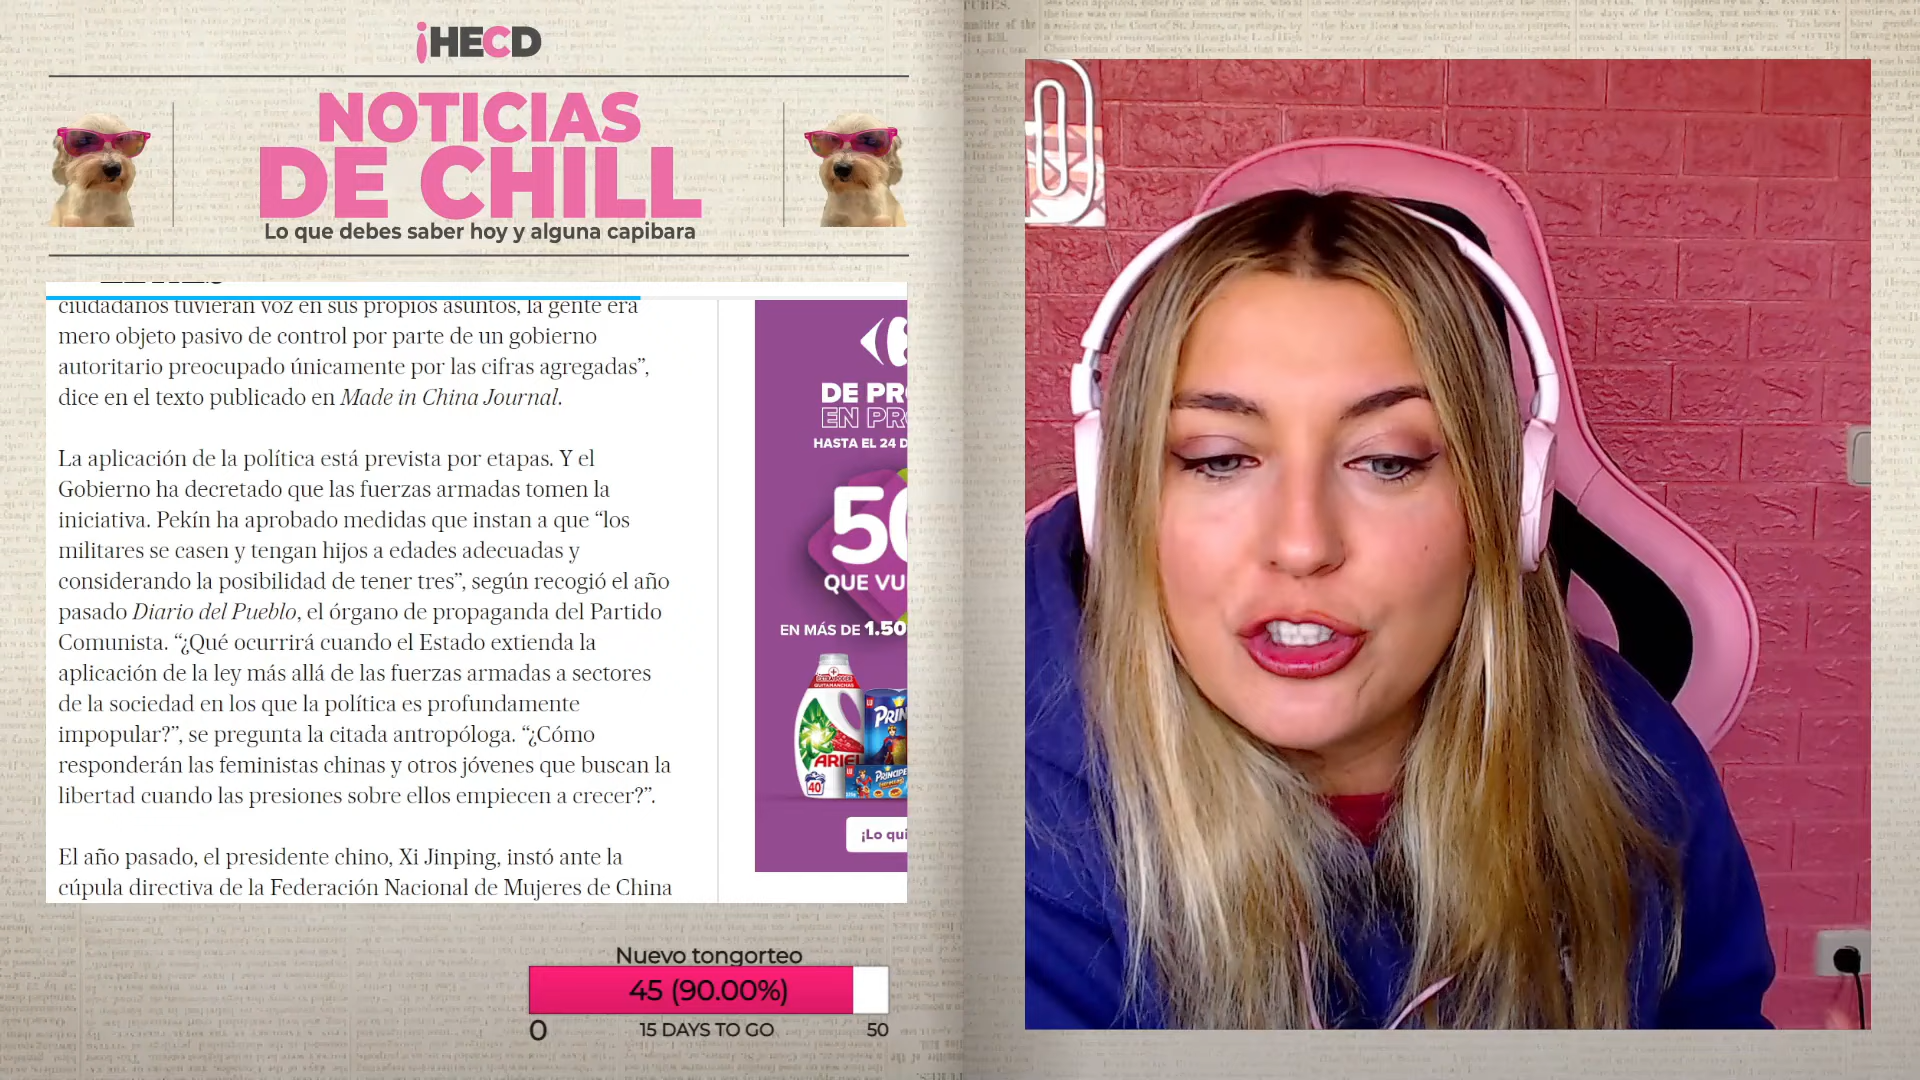 ¡HECD
NOTICIAS
DE CHILL
Lo que debes saber hoy y alguna capibara
ciudadanos tuvieran voz en sus propios asuntos, la gente era
mero objeto pasivo de control por parte de un gobierno
autoritario preocupado únicamente por las cifras agregadas”,
dice en el texto publicado en Made in China Journal.
La aplicación de la política está prevista por etapas. Y el
Gobierno ha decretado que las fuerzas armadas tomen la
iniciativa. Pekín ha aprobado medidas que instan a que “los
militares se casen y tengan hijos a edades adecuadas y
considerando la posibilidad de tener tres”, según recogió el año
pasado Diario del Pueblo, el órgano de propaganda del Partido
Comunista. “¿Qué ocurrirá cuando el Estado extienda la
aplicación de la ley más allá de las fuerzas armadas a sectores
de la sociedad en los que la política es profundamente
impopular?”, se pregunta la citada antropóloga. “¿Cómo
responderán las feministas chinas y otros jóvenes que buscan la
libertad cuando las presiones sobre ellos empiecen a crecer?”.
El año pasado, el presidente chino, Xi Jinping, instó ante la
cúpula directiva de la Federación Nacional de Mujeres de China
DE PR
EN PR
HASTA EL 24 D
50
QUE VU
EN MÁS DE 1.50
ARIEL
40
PRIN
PRINCIPE
¡Lo qui
Nuevo tongorteo
45 (90.00%)
0
15 DAYS TO GO
50